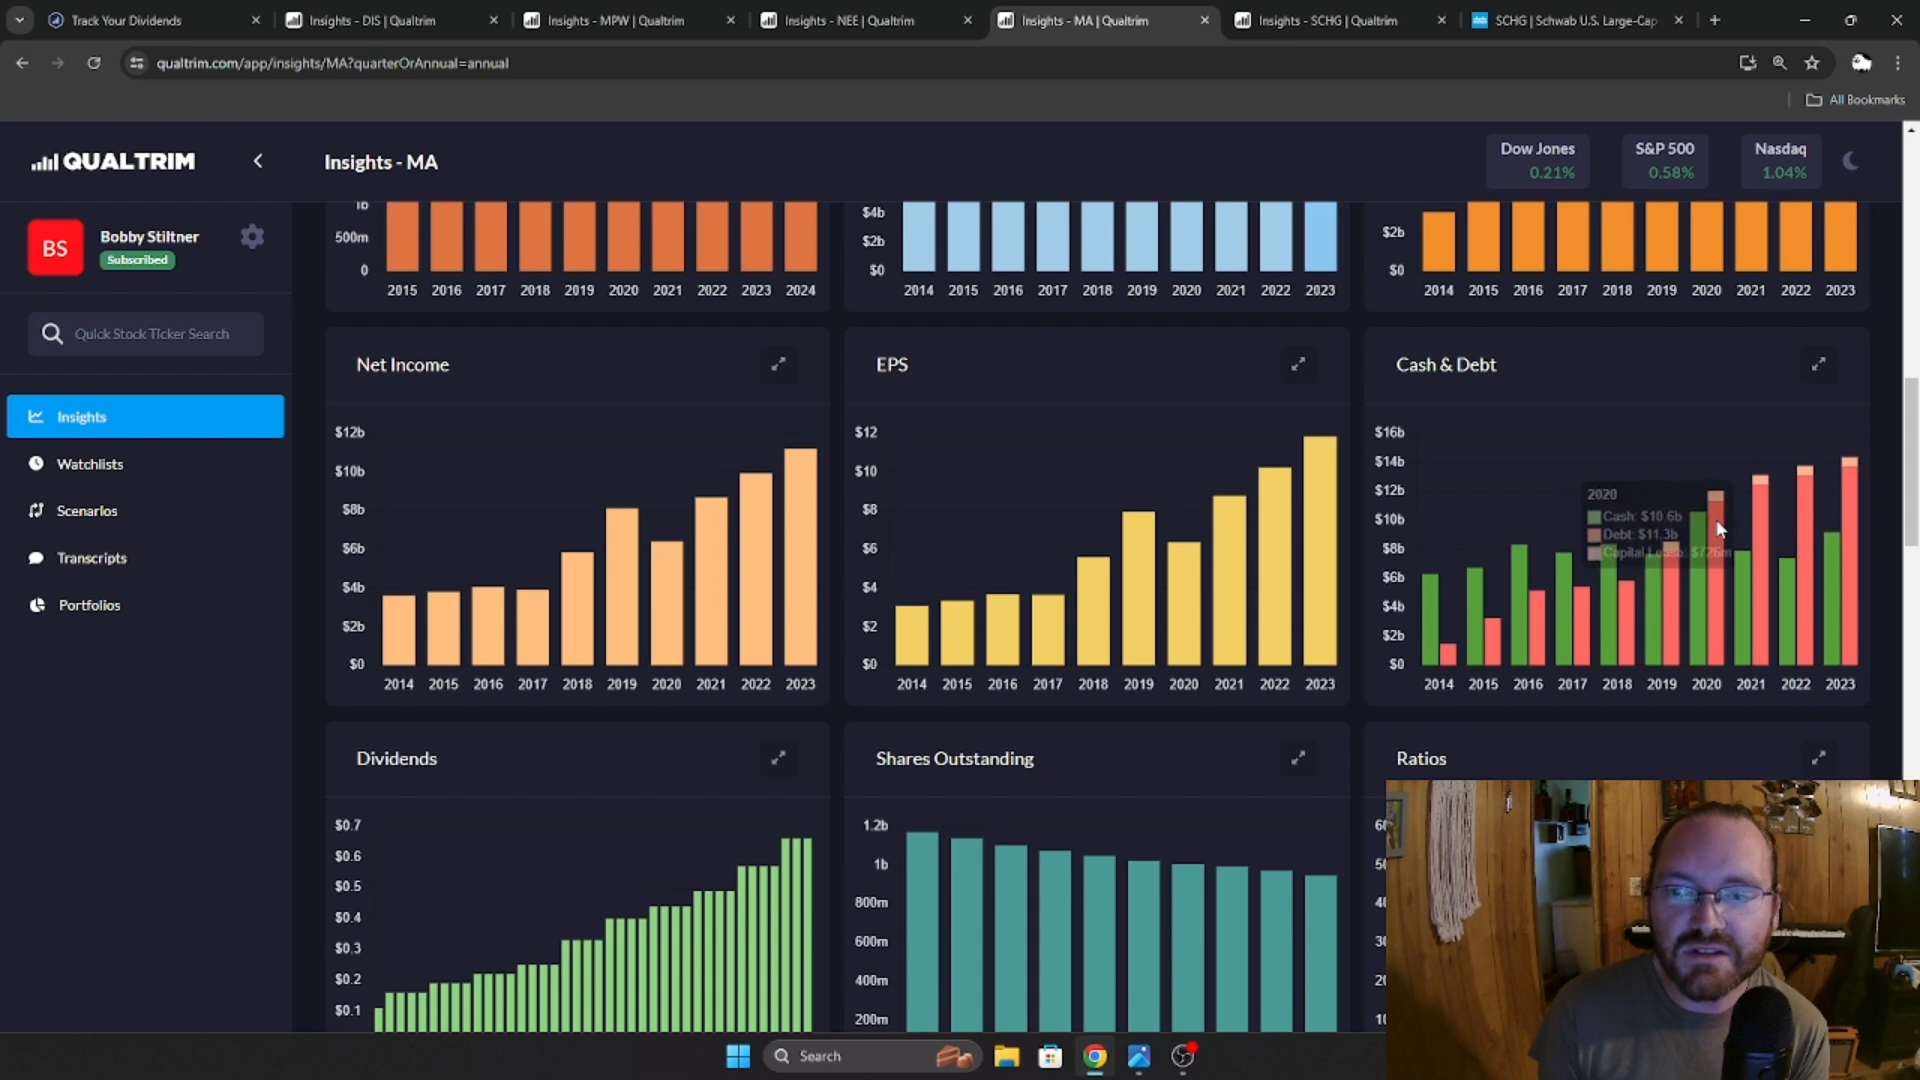 Track Your Dividends
Insights - DIS | Qualtrim
Insights - MPW | Qualtrim
Insights - NEE | Qualtrim
Insights - MA | Qualtrim
Insights - SCHG | Qualtrim
SCHG | Schwab U.S. Large-Cap
qualtrim.com/app/insights/MA?quarterOrAnnual=annual
All Bookmarks
QUALTRIM
Insights - MA
Dow Jones
0.21%
S&P 500
0.58%
Nasdaq
1.04%
BS
Bobby Stiltner
Subscribed
Quick Stock Ticker Search
Insights
Watchlists
Scenarios
Transcripts
Portfolios
1b
500m
0
2015 2016 2017 2018 2019 2020 2021 2022 2023 2024
$4b
$2b
$0
2014 2015 2016 2017 2018 2019 2020 2021 2022 2023
$2b
$0
2014 2015 2016 2017 2018 2019 2020 2021 2022 2023
Net Income
$12b
$10b
$8b
$6b
$4b
$2b
$0
2014 2015 2016 2017 2018 2019 2020 2021 2022 2023
EPS
$12
$10
$8
$6
$4
$2
$0
2014 2015 2016 2017 2018 2019 2020 2021 2022 2023
Cash & Debt
$16b
$14b
$12b
$10b
$8b
$6b
$4b
$2b
$0
2020
Cash: $10.6b
Debt: $11.3b
Capital Lease: $726m
2014 2015 2016 2017 2018 2019 2020 2021 2022 2023
Dividends
$0.7
$0.6
$0.5
$0.4
$0.3
$0.2
$0.1
Shares Outstanding
1.2b
1b
800m
600m
400m
200m
Ratios
Search